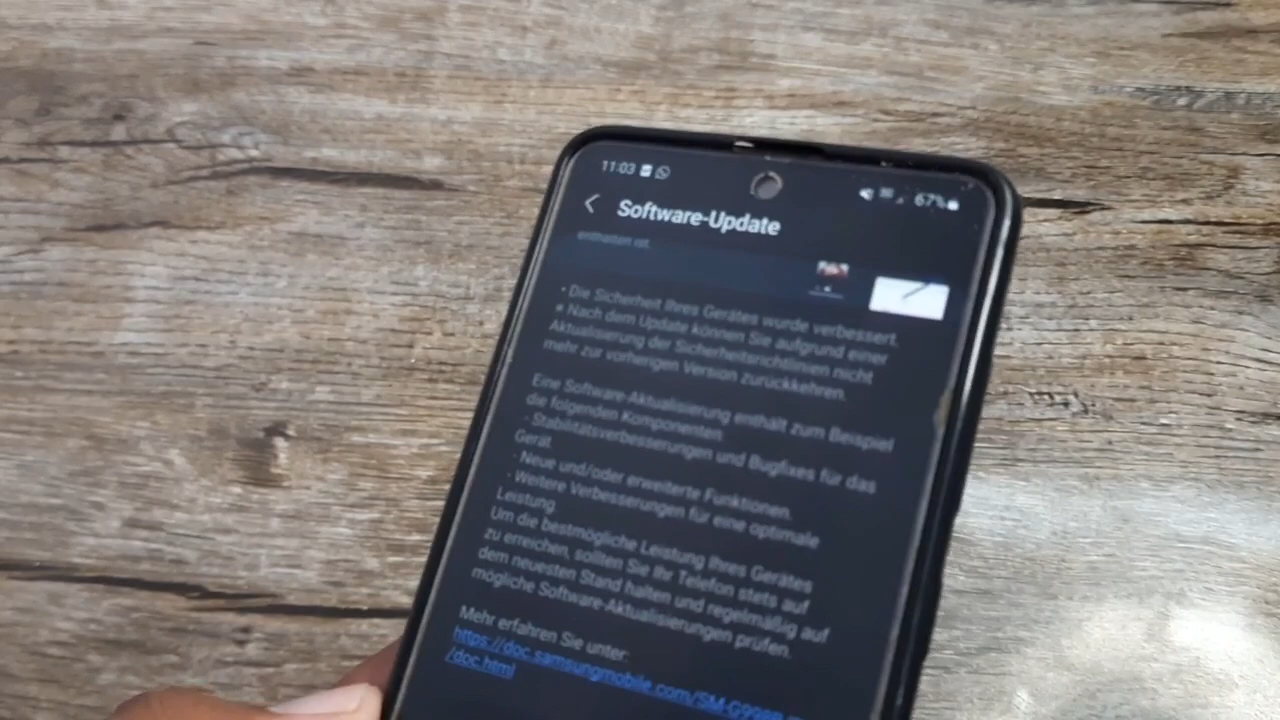 11:03
67%
Software-Update
enthalten ist.
· Die Sicherheit Ihres Gerätes wurde verbessert.
* Nach dem Update können Sie aufgrund einer
Aktualisierung der Sicherheitsrichtlinien nicht
mehr zur vorherigen Version zurückkehren.
Eine Software-Aktualisierung enthält zum Beispiel
die folgenden Komponenten:
· Stabilitätsverbesserungen und Bugfixes für das
Gerät.
· Neue und/oder erweiterte Funktionen.
· Weitere Verbesserungen für eine optimale
Leistung.
Um die bestmögliche Leistung Ihres Gerätes
zu erreichen, sollten Sie Ihr Telefon stets auf
dem neuesten Stand halten und regelmäßig auf
mögliche Software-Aktualisierungen prüfen.
Mehr erfahren Sie unter:
https://doc.samsungmobile.com/SM-G998B/
/doc.html